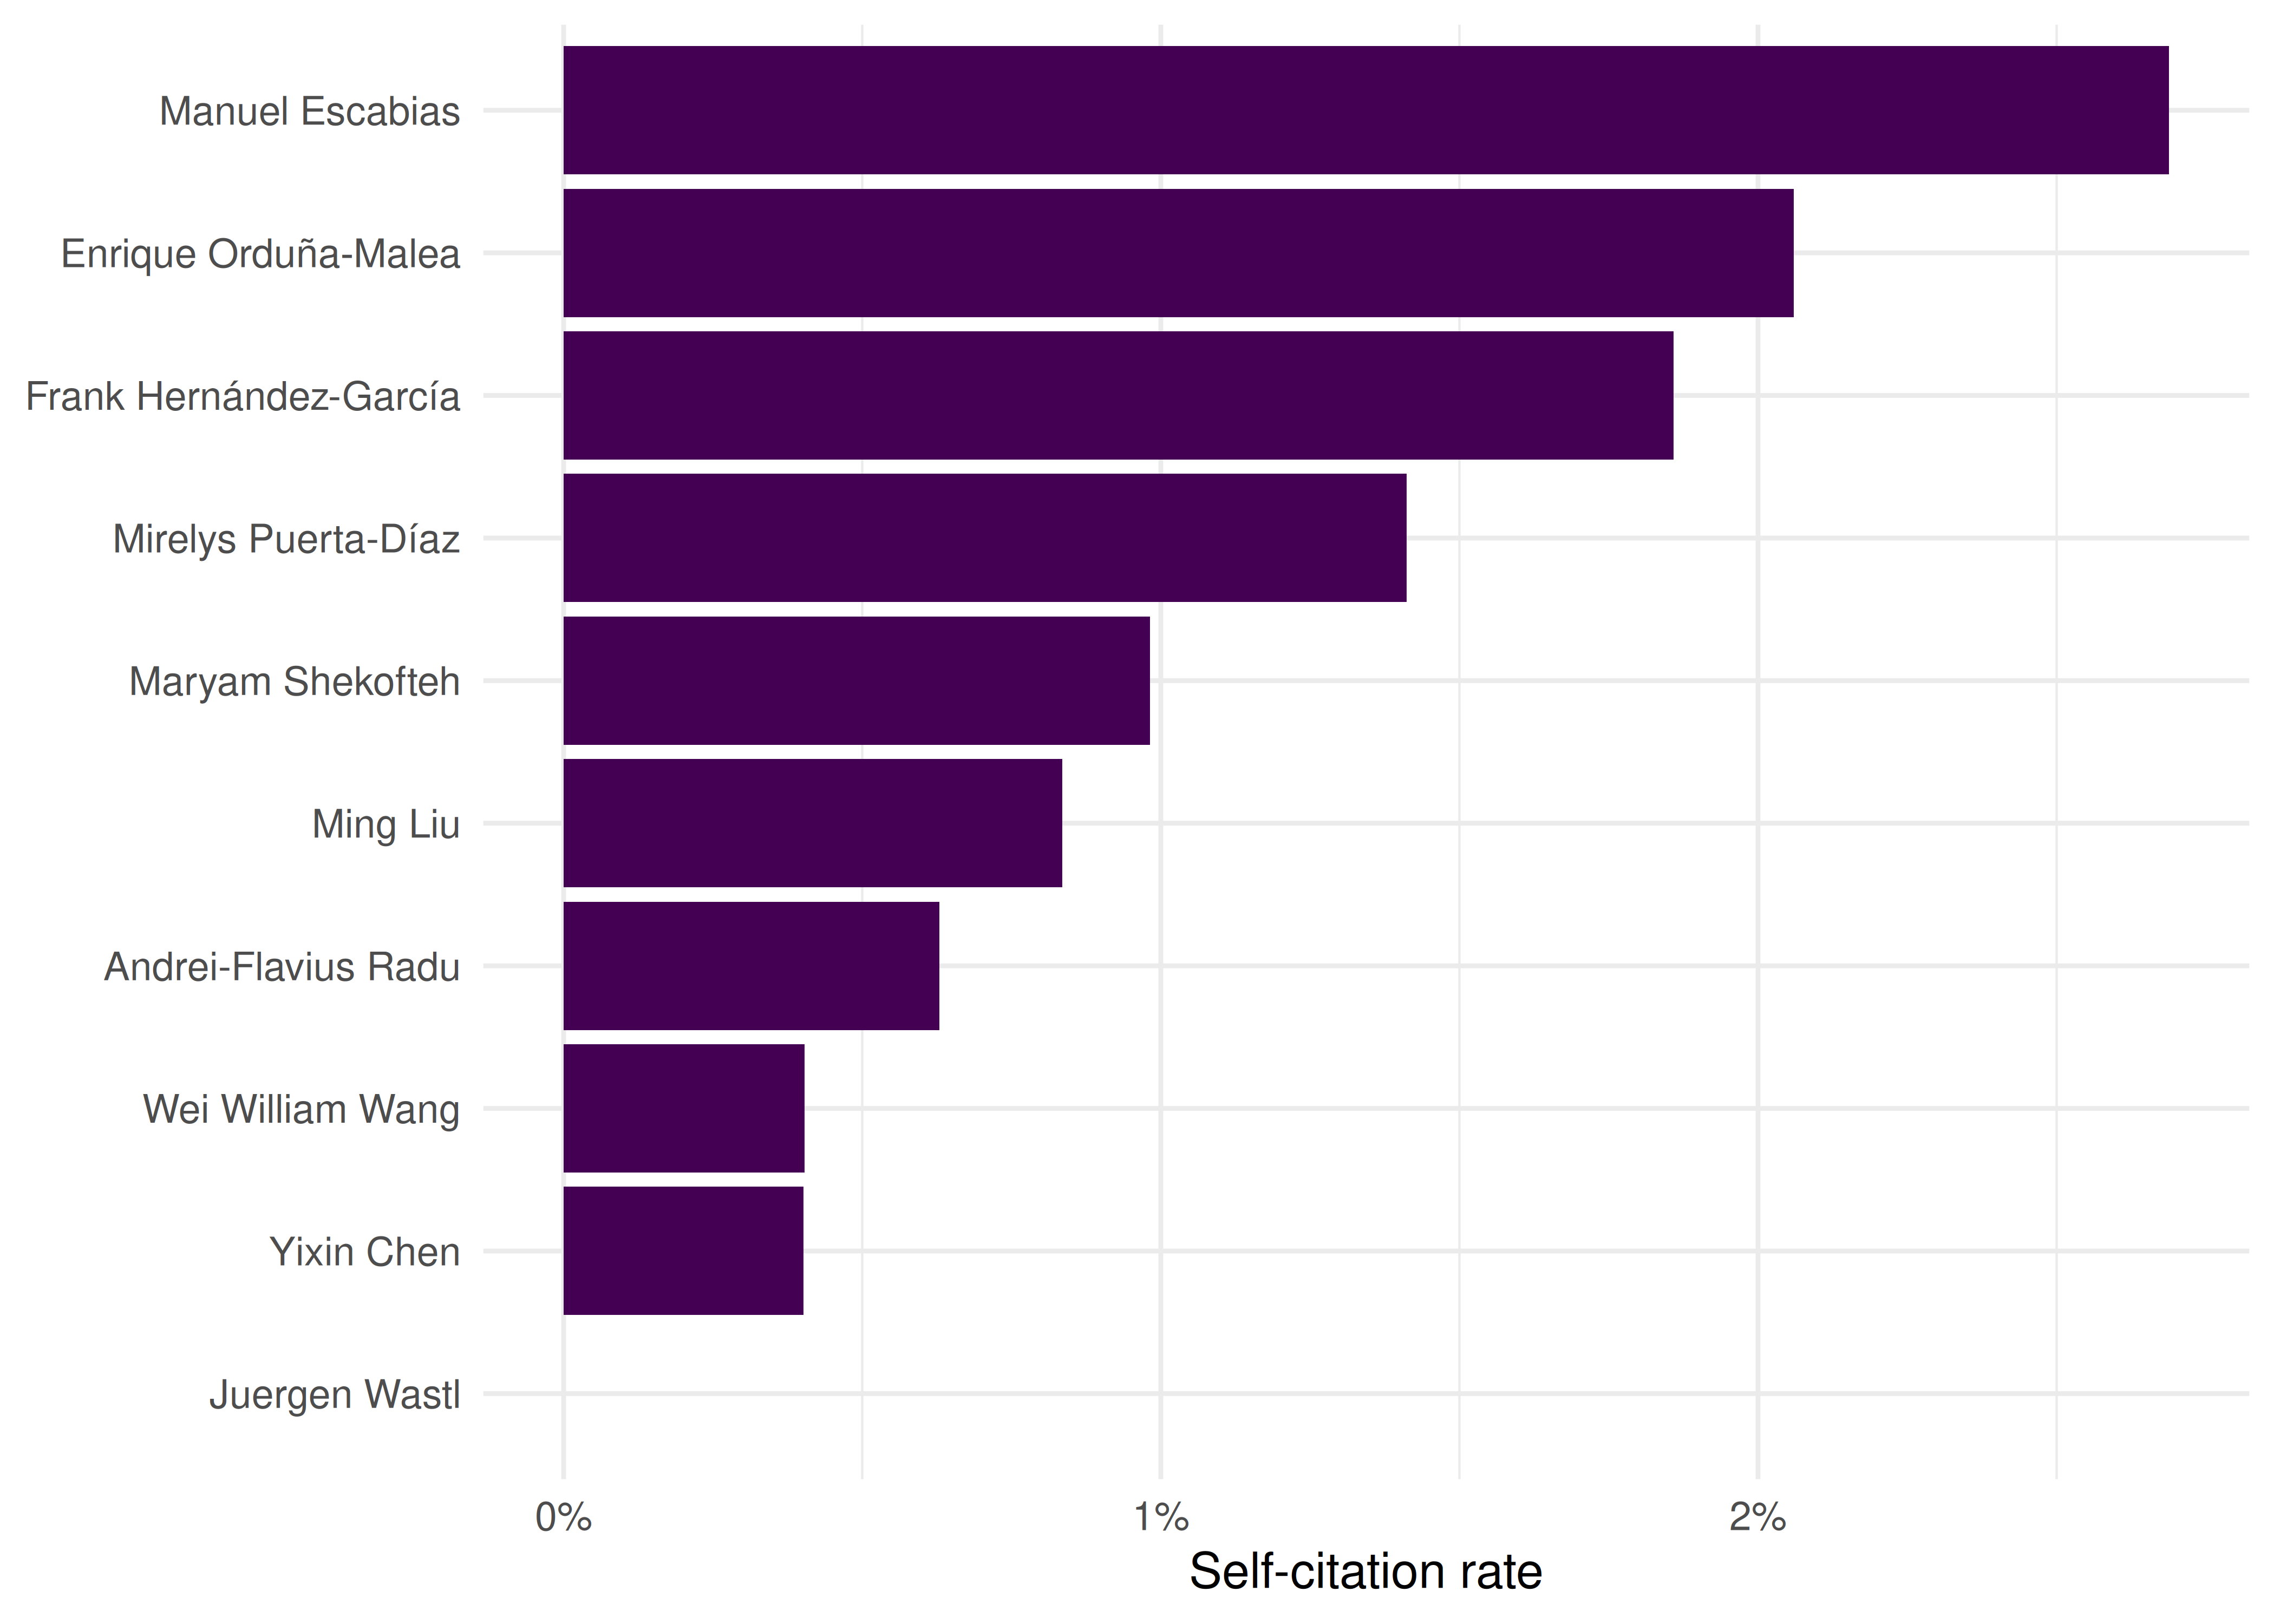 Manuel Escabias
Enrique Orduña-Malea
Frank Hernández-García
Mirelys Puerta-Díaz
Maryam Shekofteh
Ming Liu
Andrei-Flavius Radu
Wei William Wang
Yixin Chen
Juergen Wastl
0% 1% 2%
Self-citation rate